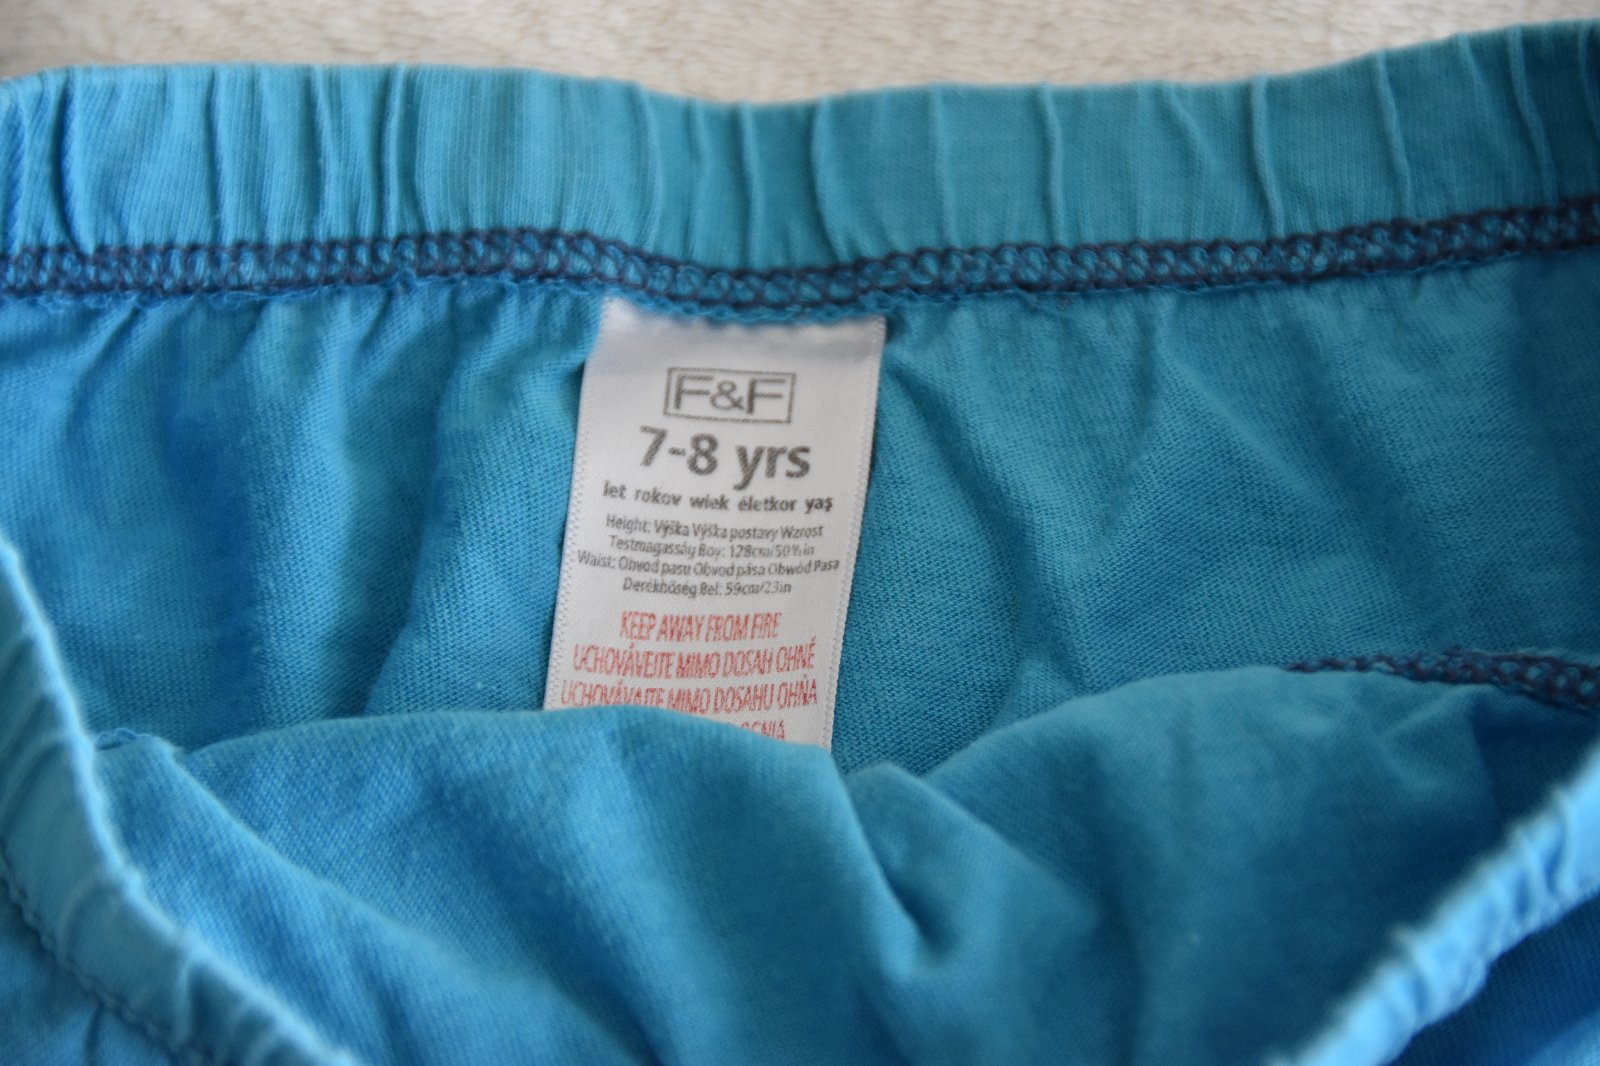 F&F
7-8 yrs
let rokov wiek életkor yaş
Height: Výška Výška postavy Wzrost
Testmagasság Boy: 128cm/50½in
Waist: Obvod pasu Obvod pása Obwód Pasa
Derékbőség Bel: 59cm/23in
KEEP AWAY FROM FIRE
UCHOVÁVEJTE MIMO DOSAH OHNĚ
UCHOVÁVAJTE MIMO DOSAHU OHŇA